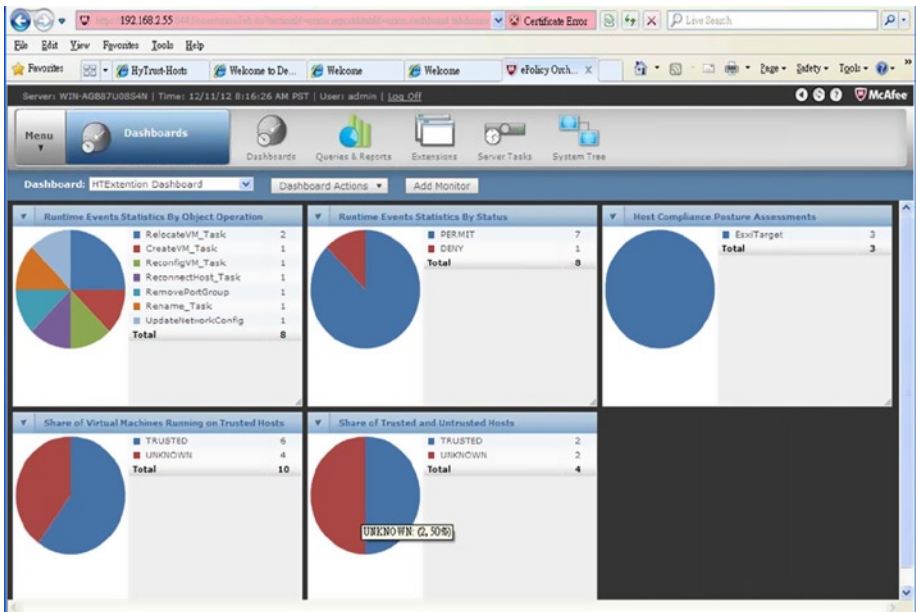 192.168.2.55
Certificate Error
Live Search
File Edit View Favorites Tools Help
Favorites
HyTrust-Hosts
Welcome to De...
Welcome
Welcome
ePolicy Orch...
Page
Safety
Tools
Server: WIN-AGB87U08S4N | Time: 12/11/12 8:16:26 AM PST | User: admin | Log Off
McAfee
Menu
Dashboards
Dashboards
Queries & Reports
Extensions
Server Tasks
System Tree
Dashboard: HTExtention Dashboard
Dashboard Actions
Add Monitor
Runtime Events Statistics By Object Operation
RelocateVM_Task 2
CreateVM_Task 1
ReconfigVM_Task 1
ReconnectHost_Task 1
RemovePortGroup 1
Rename_Task 1
UpdateNetworkConfig 1
Total 8
Runtime Events Statistics By Status
PERMIT 7
DENY 1
Total 8
Host Compliance Posture Assessments
EsxiTarget 3
Total 3
Share of Virtual Machines Running on Trusted Hosts
TRUSTED 6
UNKNOWN 4
Total 10
Share of Trusted and Untrusted Hosts
TRUSTED 2
UNKNOWN 2
Total 4
UNKNOWN: (2, 50%)